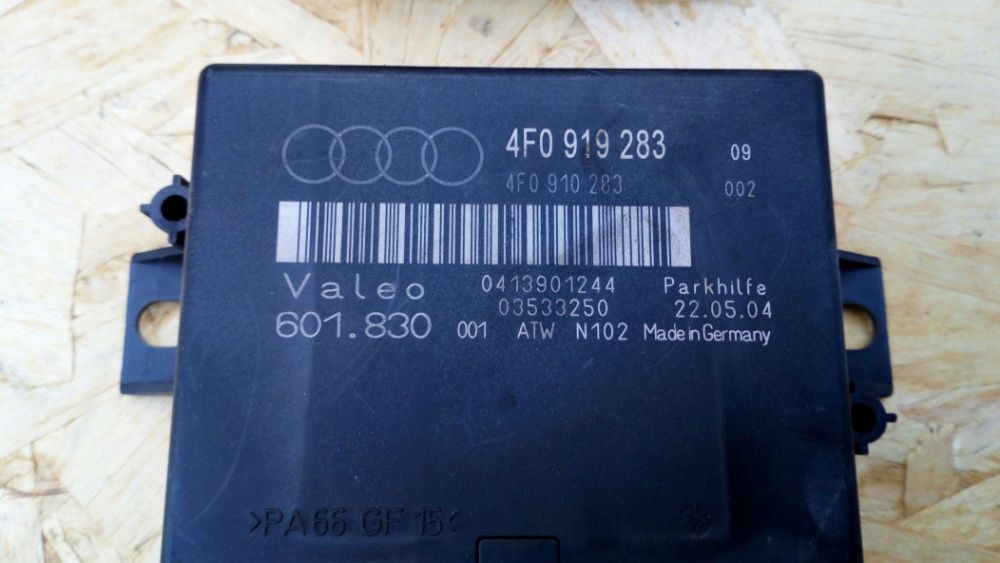 4F0 919 283 09
4F0 910 283 002
Valeo 0413901244 Parkhilfe
03533250 22.05.04
601.830 001 ATW N102 Made in Germany
>PA66 GF 15<